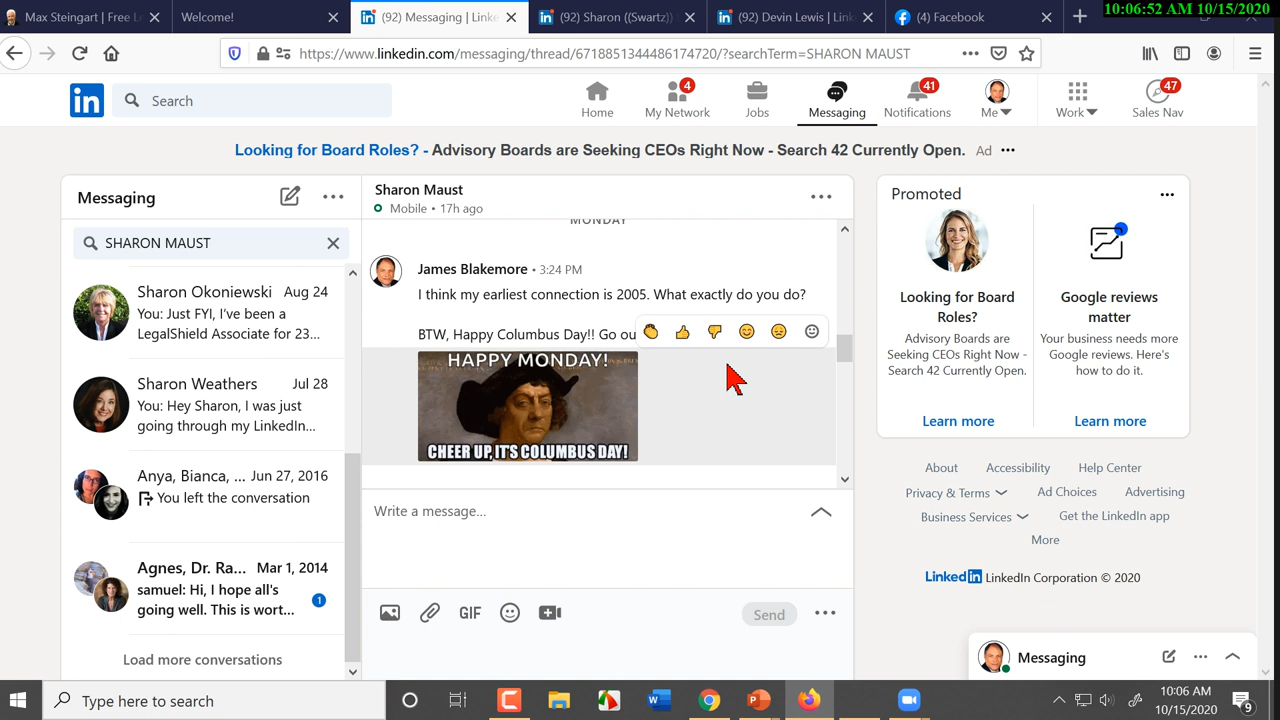 10:06:52 AM 10/15/2020
Max Steingart | Free L
Welcome!
(92) Messaging | Linke
(92) Sharon ((Swartz)
(92) Devin Lewis | Link
(4) Facebook
https://www.linkedin.com/messaging/thread/6718851344486174720/?searchTerm=SHARON MAUST
in
Search
Home
4
My Network
Jobs
Messaging
41
Notifications
Me
Work
47
Sales Nav
Looking for Board Roles? - Advisory Boards are Seeking CEOs Right Now - Search 42 Currently Open. Ad
Messaging
SHARON MAUST
Sharon Okoniewski Aug 24
You: Just FYI, I've been a
LegalShield Associate for 23...
Sharon Weathers Jul 28
You: Hey Sharon, I was just
going through my LinkedIn...
Anya, Bianca, ... Jun 27, 2016
You left the conversation
Agnes, Dr. Ra... Mar 1, 2014
samuel: Hi, I hope all's
going well. This is wort...
1
Load more conversations
Sharon Maust
Mobile • 17h ago
MONDAY
James Blakemore • 3:24 PM
I think my earliest connection is 2005. What exactly do you do?
BTW, Happy Columbus Day!! Go ou
HAPPY MONDAY!
CHEER UP, IT'S COLUMBUS DAY!
Write a message...
GIF
Send
Promoted
Looking for Board
Roles?
Advisory Boards are
Seeking CEOs Right Now -
Search 42 Currently Open.
Learn more
Google reviews
matter
Your business needs more
Google reviews. Here's
how to do it.
Learn more
About Accessibility Help Center
Privacy & Terms Ad Choices Advertising
Business Services Get the LinkedIn app
More
LinkedIn LinkedIn Corporation © 2020
Messaging
Type here to search
10:06 AM
10/15/2020
9